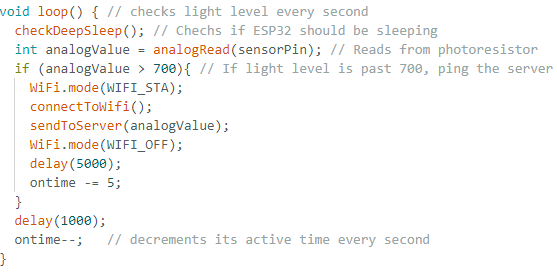 void loop() { // checks light level every second
  checkDeepSleep(); // Chechs if ESP32 should be sleeping
  int analogValue = analogRead(sensorPin); // Reads from photoresistor
  if (analogValue > 700){ // If light level is past 700, ping the server
    WiFi.mode(WIFI_STA);
    connectToWifi();
    sendToServer(analogValue);
    WiFi.mode(WIFI_OFF);
    delay(5000);
    ontime -= 5;
  }
  delay(1000);
  ontime--;   // decrements its active time every second
}